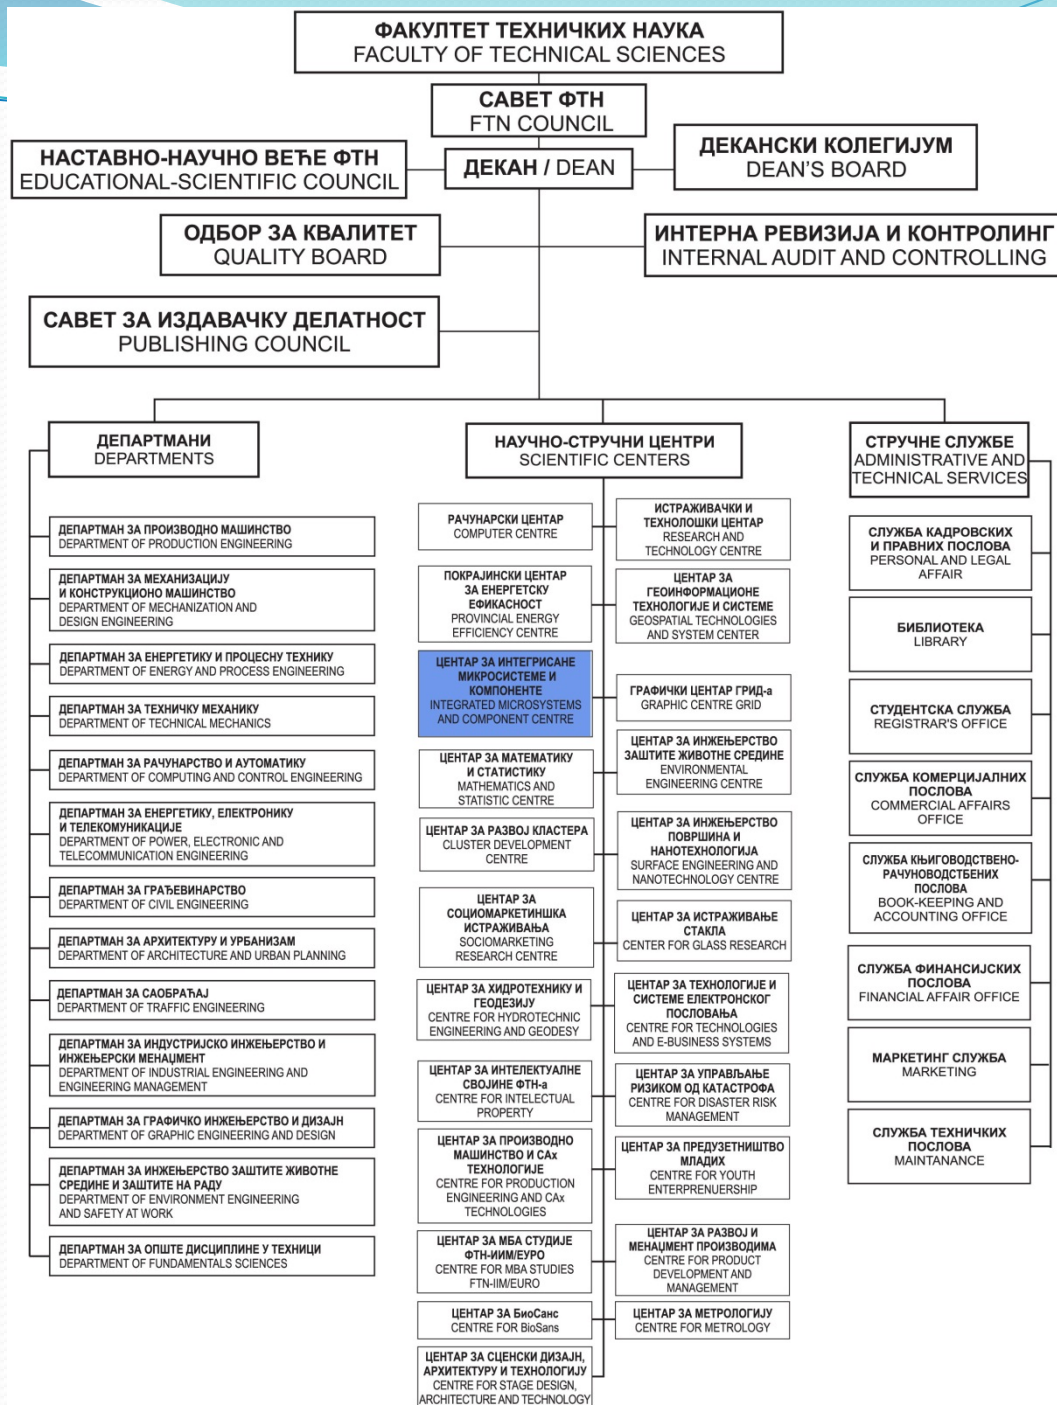 ФАКУЛТЕТ ТЕХНИЧКИХ НАУКА
FACULTY OF TECHNICAL SCIENCES
САВЕТ ФТН
FTN COUNCIL
НАСТАВНО-НАУЧНО ВЕЋЕ ФТН
EDUCATIONAL-SCIENTIFIC COUNCIL
ДЕКАН / DEAN
ДЕКАНСКИ КОЛЕГИЈУМ
DEAN'S BOARD
ОДБОР ЗА КВАЛИТЕТ
QUALITY BOARD
ИНТЕРНА РЕВИЗИЈА И КОНТРОЛИНГ
INTERNAL AUDIT AND CONTROLLING
САВЕТ ЗА ИЗДАВАЧКУ ДЕЛАТНОСТ
PUBLISHING COUNCIL
ДЕПАРТМАНИ
DEPARTMENTS
ДЕПАРТМАН ЗА ПРОИЗВОДНО МАШИНСТВО
DEPARTMENT OF PRODUCTION ENGINEERING
ДЕПАРТМАН ЗА МЕХАНИЗАЦИЈУ
И КОНСТРУКЦИОНО МАШИНСТВО
DEPARTMENT OF MECHANIZATION AND
DESIGN ENGINEERING
ДЕПАРТМАН ЗА ЕНЕРГЕТИКУ И ПРОЦЕСНУ ТЕХНИКУ
DEPARTMENT OF ENERGY AND PROCESS ENGINEERING
ДЕПАРТМАН ЗА ТЕХНИЧКУ МЕХАНИКУ
DEPARTMENT OF TECHNICAL MECHANICS
ДЕПАРТМАН ЗА РАЧУНАРСТВО И АУТОМАТИКУ
DEPARTMENT OF COMPUTING AND CONTROL ENGINEERING
ДЕПАРТМАН ЗА ЕНЕРГЕТИКУ, ЕЛЕКТРОНИКУ
И ТЕЛЕКОМУНИКАЦИЈЕ
DEPARTMENT OF POWER, ELECTRONIC AND
TELECOMMUNICATION ENGINEERING
ДЕПАРТМАН ЗА ГРАЂЕВИНАРСТВО
DEPARTMENT OF CIVIL ENGINEERING
ДЕПАРТМАН ЗА АРХИТЕКТУРУ И УРБАНИЗАМ
DEPARTMENT OF ARCHITECTURE AND URBAN PLANNING
ДЕПАРТМАН ЗА САОБРАЋАЈ
DEPARTMENT OF TRAFFIC ENGINEERING
ДЕПАРТМАН ЗА ИНДУСТРИЈСКО ИНЖЕЊЕРСТВО И
ИНЖЕЊЕРСКИ МЕНАЏМЕНТ
DEPARTMENT OF INDUSTRIAL ENGINEERING AND
ENGINEERING MANAGEMENT
ДЕПАРТМАН ЗА ГРАФИЧКО ИНЖЕЊЕРСТВО И ДИЗАЈН
DEPARTMENT OF GRAPHIC ENGINEERING AND DESIGN
ДЕПАРТМАН ЗА ИНЖЕЊЕРСТВО ЗАШТИТЕ ЖИВОТНЕ
СРЕДИНЕ И ЗАШТИТЕ НА РАДУ
DEPARTMENT OF ENVIRONMENT ENGINEERING
AND SAFETY AT WORK
ДЕПАРТМАН ЗА ОПШТЕ ДИСЦИПЛИНЕ У ТЕХНИЦИ
DEPARTMENT OF FUNDAMENTALS SCIENCES
НАУЧНО-СТРУЧНИ ЦЕНТРИ
SCIENTIFIC CENTERS
РАЧУНАРСКИ ЦЕНТАР
COMPUTER CENTRE
ИСТРАЖИВАЧКИ И
ТЕХНОЛОШКИ ЦЕНТАР
RESEARCH AND
TECHNOLOGY CENTRE
ПОКРАЈИНСКИ ЦЕНТАР
ЗА ЕНЕРГЕТСКУ
ЕФИКАСНОСТ
PROVINCIAL ENERGY
EFFICIENCY CENTRE
ЦЕНТАР ЗА
ГЕОИНФОРМАЦИОНЕ
ТЕХНОЛОГИЈЕ И СИСТЕМЕ
GEOSPATIAL TECHNOLOGIES
AND SYSTEM CENTER
ЦЕНТАР ЗА ИНТЕГРИСАНЕ
МИКРОСИСТЕМЕ И
КОМПОНЕНТЕ
INTEGRATED MICROSYSTEMS
AND COMPONENT CENTRE
ГРАФИЧКИ ЦЕНТАР ГРИД-а
GRAPHIC CENTRE GRID
ЦЕНТАР ЗА МАТЕМАТИКУ
И СТАТИСТИКУ
MATHEMATICS AND
STATISTIC CENTRE
ЦЕНТАР ЗА ИНЖЕЊЕРСТВО
ЗАШТИТЕ ЖИВОТНЕ СРЕДИНЕ
ENVIRONMENTAL
ENGINEERING CENTRE
ЦЕНТАР ЗА РАЗВОЈ КЛАСТЕРА
CLUSTER DEVELOPMENT
CENTRE
ЦЕНТАР ЗА ИНЖЕЊЕРСТВО
ПОВРШИНА И
НАНОТЕХНОЛОГИЈА
SURFACE ENGINEERING AND
NANOTECHNOLOGY CENTRE
ЦЕНТАР ЗА
СОЦИОМАРКЕТИНШКА
ИСТРАЖИВАЊА
SOCIOMARKETING
RESEARCH CENTRE
ЦЕНТАР ЗА ИСТРАЖИВАЊЕ
СТАКЛА
CENTER FOR GLASS RESEARCH
ЦЕНТАР ЗА ХИДРОТЕХНИКУ И
ГЕОДЕЗИЈУ
CENTRE FOR HYDROTECHNIC
ENGINEERING AND GEODESY
ЦЕНТАР ЗА ТЕХНОЛОГИЈЕ И
СИСТЕМЕ ЕЛЕКТРОНСКОГ
ПОСЛОВАЊА
CENTRE FOR TECHNOLOGIES
AND E-BUSINESS SYSTEMS
ЦЕНТАР ЗА ИНТЕЛЕКТУАЛНЕ
СВОЈИНЕ ФТН-а
CENTRE FOR INTELECTUAL
PROPERTY
ЦЕНТАР ЗА УПРАВЉАЊЕ
РИЗИКОМ ОД КАТАСТРОФА
CENTRE FOR DISASTER RISK
MANAGEMENT
ЦЕНТАР ЗА ПРОИЗВОДНО
МАШИНСТВО И САx
ТЕХНОЛОГИЈЕ
CENTRE FOR PRODUCTION
ENGINEERING AND CAx
TECHNOLOGIES
ЦЕНТАР ЗА ПРЕДУЗЕТНИШТВО
МЛАДИХ
CENTRE FOR YOUTH
ENTERPRENUERSHIP
ЦЕНТАР ЗА МБА СТУДИЈЕ
ФТН-ИИМ/ЕУРО
CENTRE FOR MBA STUDIES
FTN-IIM/EURO
ЦЕНТАР ЗА РАЗВОЈ И
МЕНАЏМЕНТ ПРОИЗВОДИМА
CENTRE FOR PRODUCT
DEVELOPMENT AND
MANAGEMENT
ЦЕНТАР ЗА БиоСанс
CENTRE FOR BioSans
ЦЕНТАР ЗА МЕТРОЛОГИЈУ
CENTRE FOR METROLOGY
ЦЕНТАР ЗА СЦЕНСКИ ДИЗАЈН,
АРХИТЕКТУРУ И ТЕХНОЛОГИЈУ
CENTRE FOR STAGE DESIGN,
ARCHITECTURE AND TECHNOLOGY
СТРУЧНЕ СЛУЖБЕ
ADMINISTRATIVE AND
TECHNICAL SERVICES
СЛУЖБА КАДРОВСКИХ
И ПРАВНИХ ПОСЛОВА
PERSONAL AND LEGAL
AFFAIR
БИБЛИОТЕКА
LIBRARY
СТУДЕНТСКА СЛУЖБА
REGISTRAR'S OFFICE
СЛУЖБА КОМЕРЦИЈАЛНИХ
ПОСЛОВА
COMMERCIAL AFFAIRS
OFFICE
СЛУЖБА КЊИГОВОДСТВЕНО-
РАЧУНОВОДСТБЕНИХ
ПОСЛОВА
BOOK-KEEPING AND
ACCOUNTING OFFICE
СЛУЖБА ФИНАНСИЈСКИХ
ПОСЛОВА
FINANCIAL AFFAIR OFFICE
МАРКЕТИНГ СЛУЖБА
MARKETING
СЛУЖБА ТЕХНИЧКИХ
ПОСЛОВА
MAINTANANCE